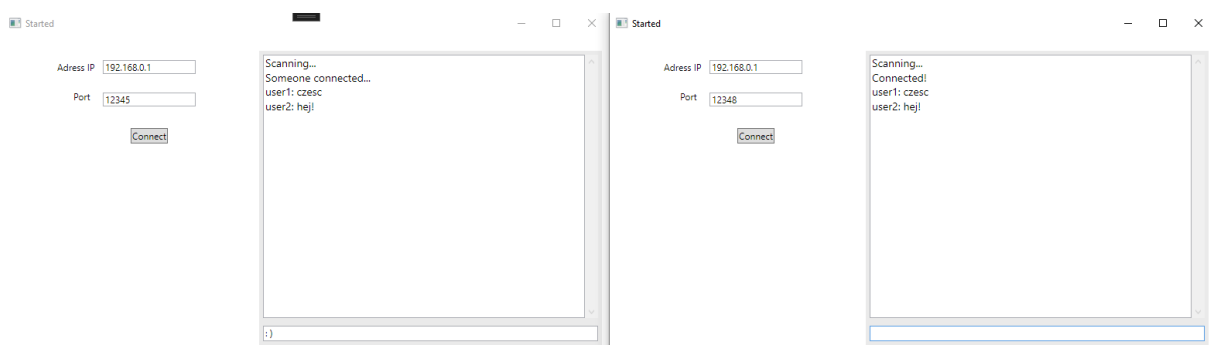 Started
Adress IP 192.168.0.1
Port 12345
Connect
Scanning...
Someone connected...
user1: czesc
user2: hej!
:)
Started
Adress IP 192.168.0.1
Port 12348
Connect
Scanning...
Connected!
user1: czesc
user2: hej!